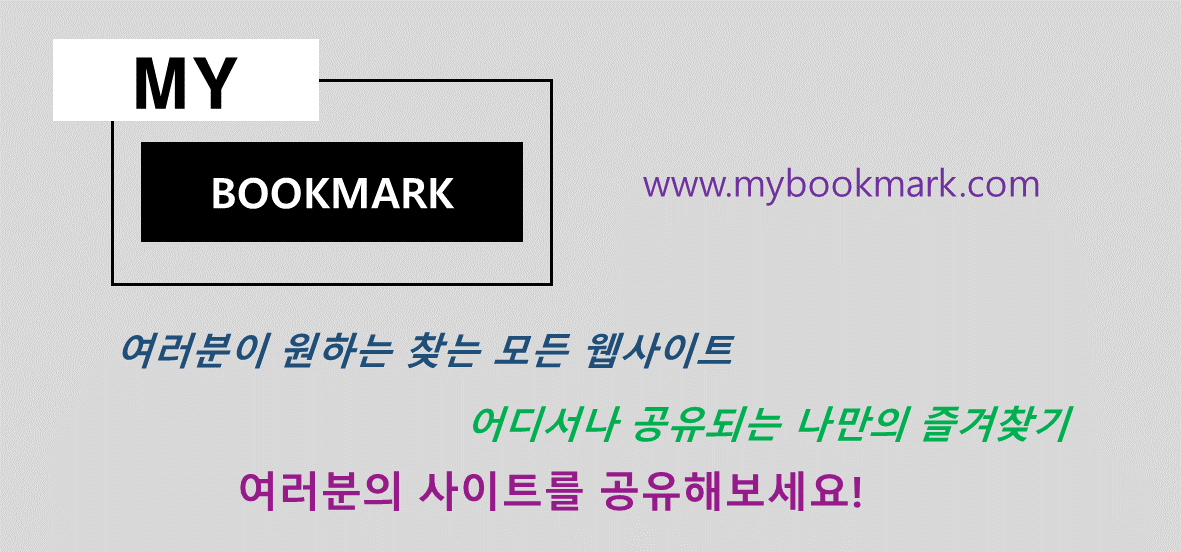 MY
BOOKMARK
www.mybookmark.com
여러분이 원하는 찾는 모든 웹사이트
어디서나 공유되는 나만의 즐겨찾기
여러분의 사이트를 공유해보세요!